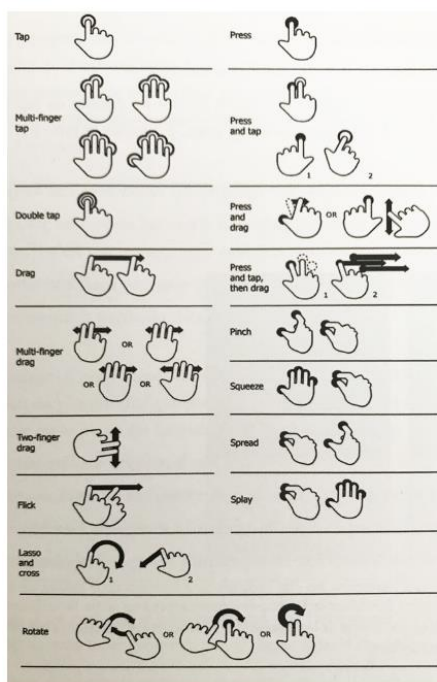 Tap
Press
Multi-finger
tap
Press
and tap
1
2
Double tap
Press
and
drag
OR
Drag
Press
and tap,
then drag
1
2
Multi-finger
drag
OR
OR
OR
Pinch
Squeeze
Two-finger
drag
Spread
Flick
Splay
Lasso
and
cross
1
2
Rotate
OR
OR